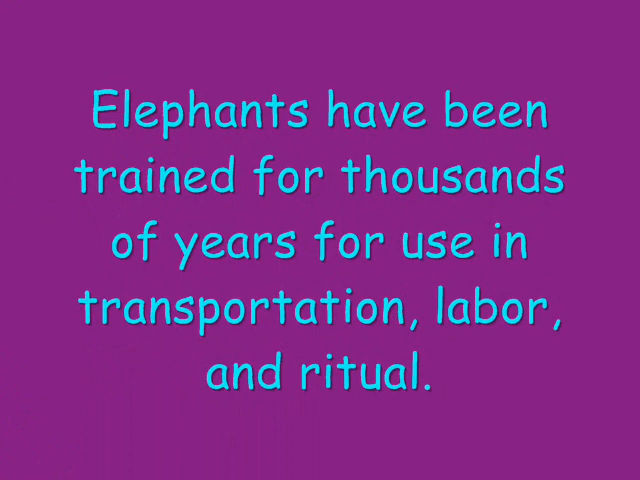 Elephants have been
trained for thousands
of years for use in
transportation, labor,
and ritual.